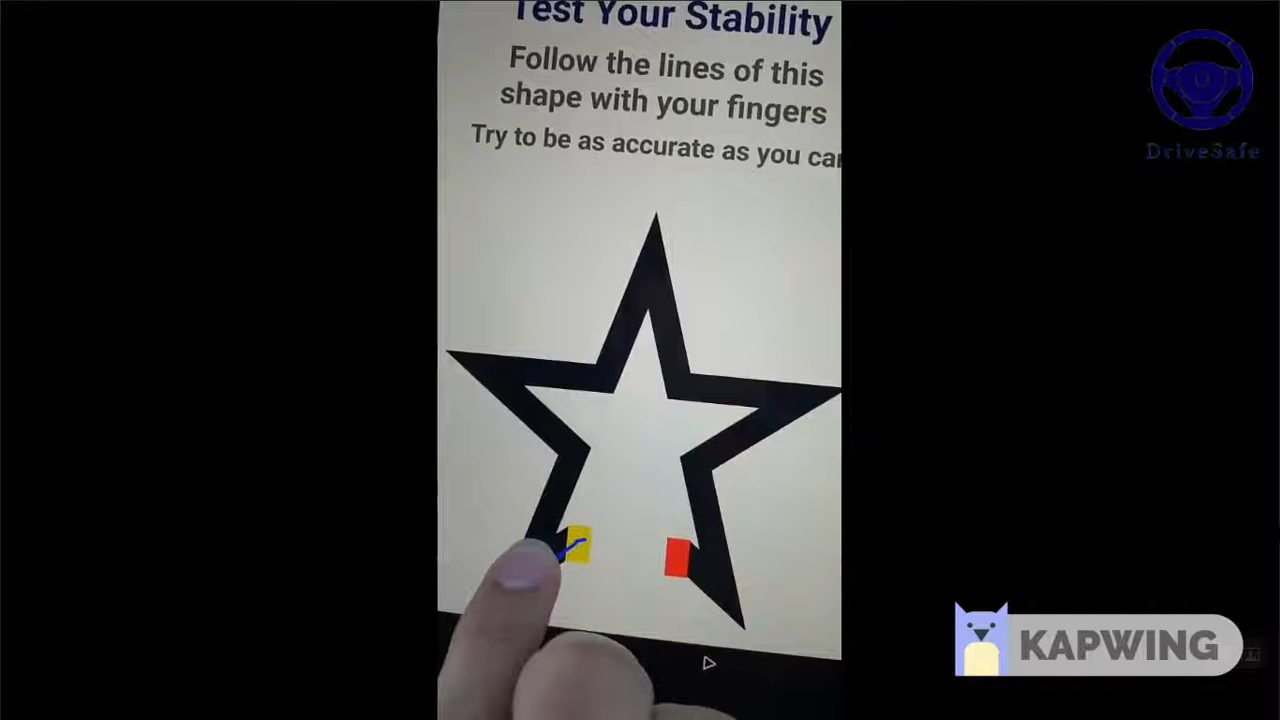 Test Your Stability
Follow the lines of this
shape with your fingers
Try to be as accurate as you can
DriveSafe
KAPWING